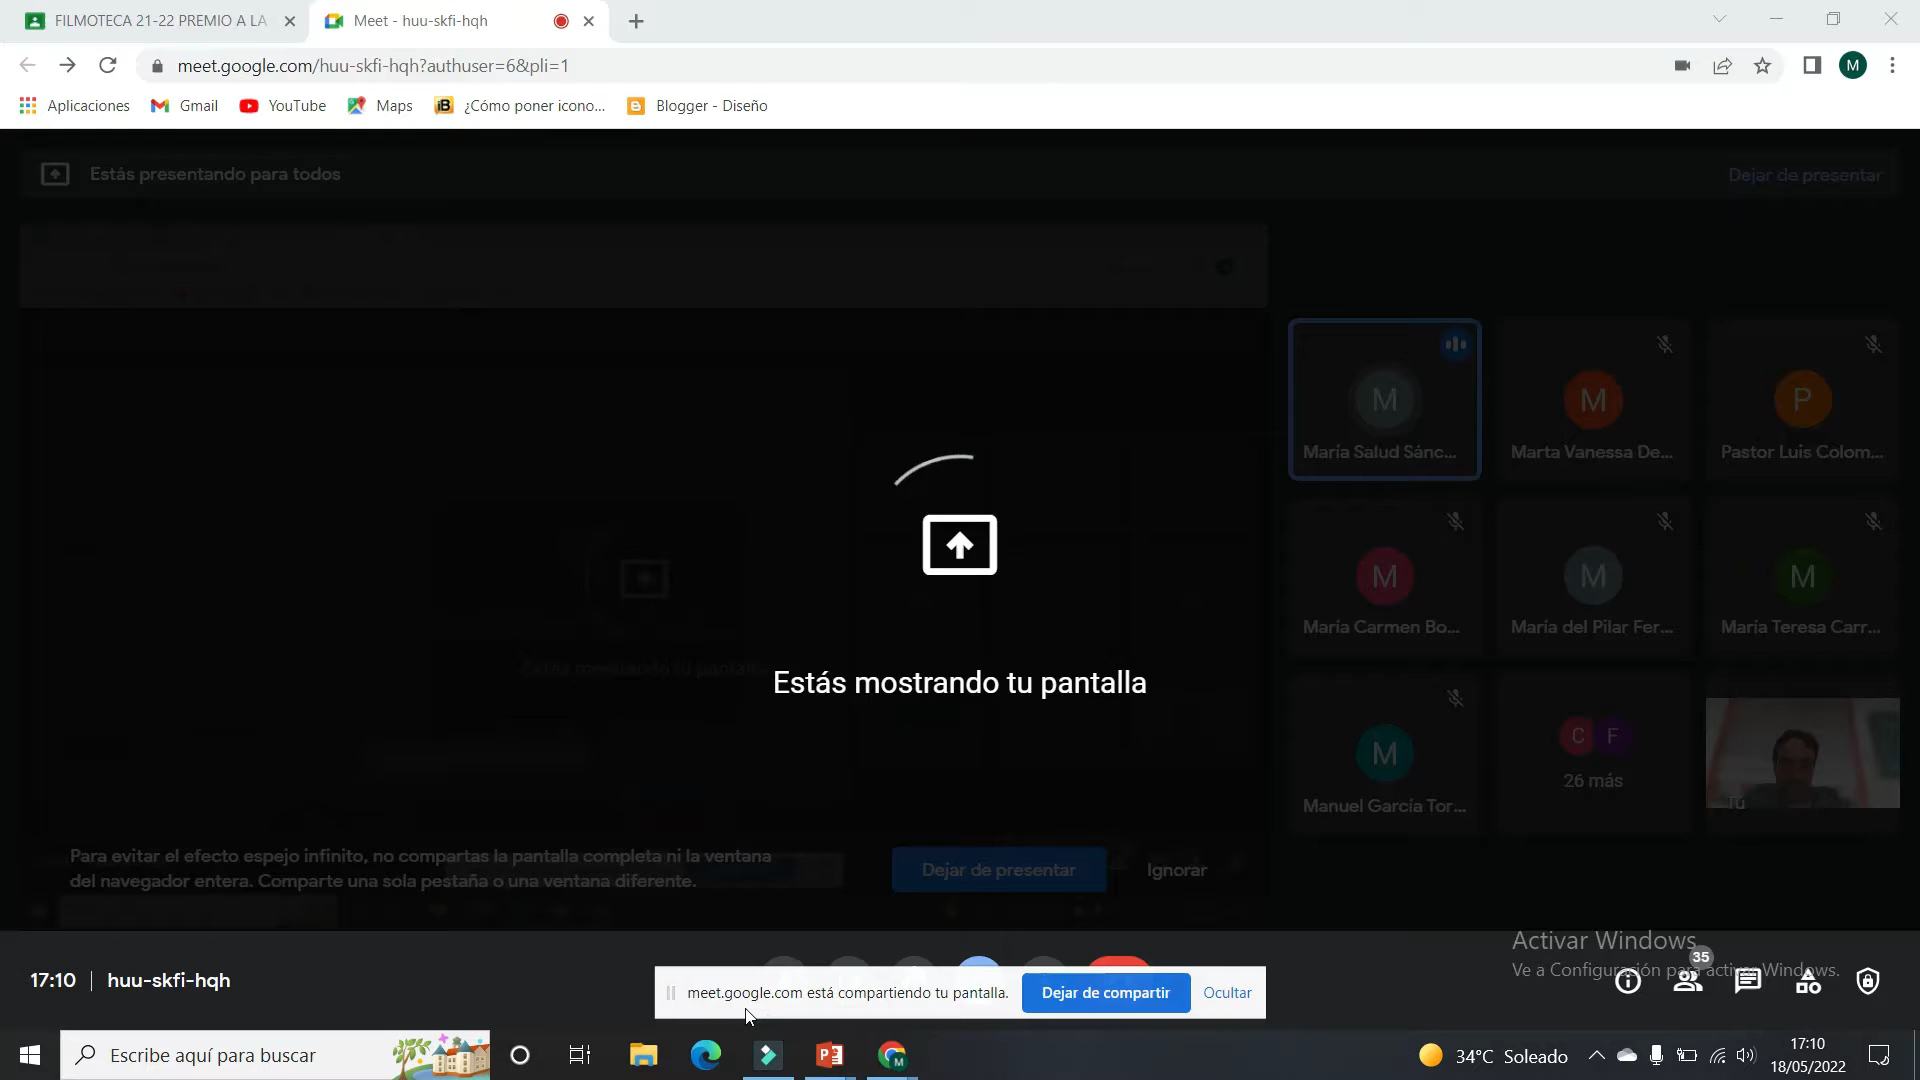 FILMOTECA 21-22 PREMIO A LA
Meet - huu-skfi-hqh
meet.google.com/huu-skfi-hqh?authuser=6&pli=1
M
Aplicaciones
Gmail
YouTube
Maps
¿Cómo poner icono...
Blogger - Diseño
Estás presentando para todos
Dejar de presentar
M
María Salud Sánc...
M
Marta Vanessa De...
P
Pastor Luis Colom...
M
María Carmen Bo...
M
María del Pilar Fer...
M
María Teresa Carr...
Estás mostrando tu pantalla
M
Manuel García Tor...
C F
26 más
Tú
Para evitar el efecto espejo infinito, no compartas la pantalla completa ni la ventana
del navegador entera. Comparte una sola pestaña o una ventana diferente.
Dejar de presentar
Ignorar
Activar Windows
Ve a Configuración para activar Windows.
17:10
huu-skfi-hqh
meet.google.com está compartiendo tu pantalla.
Dejar de compartir
Ocultar
35
Escribe aquí para buscar
34°C Soleado
17:10
18/05/2022